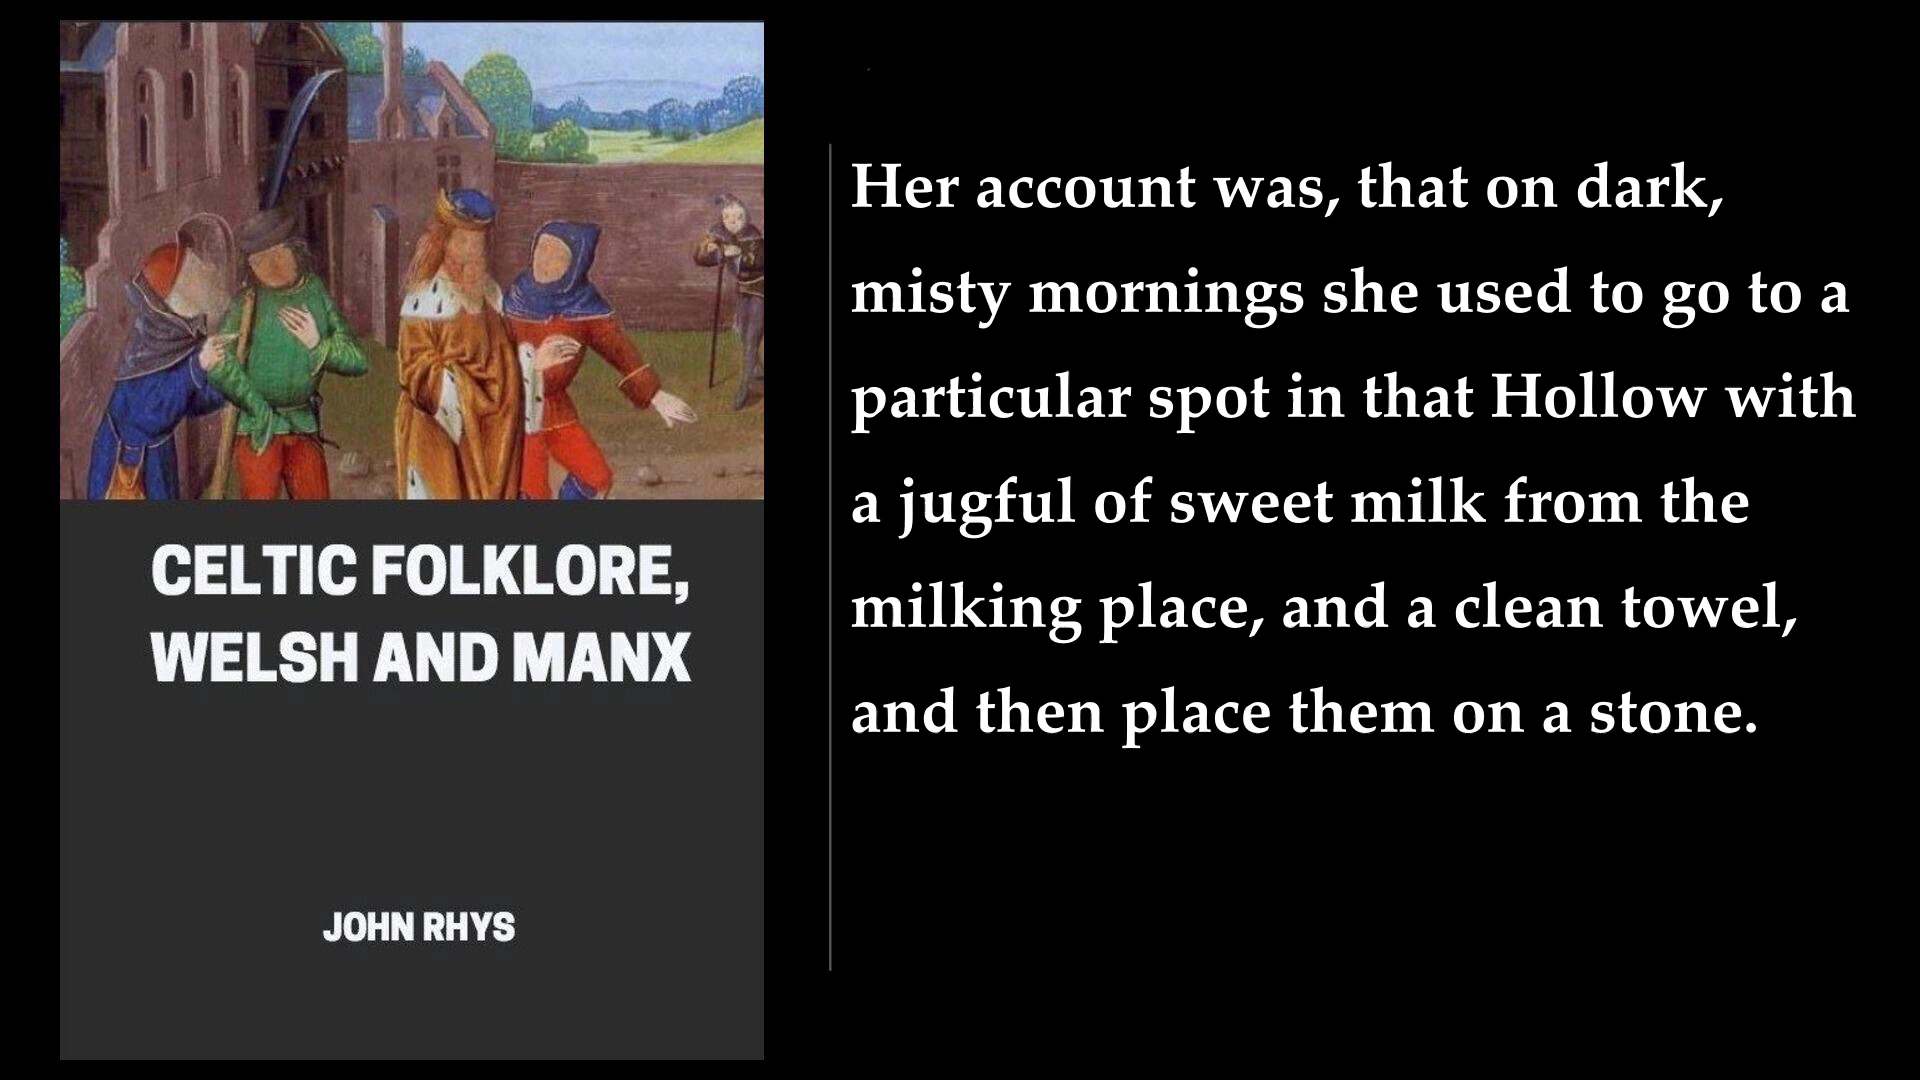 CELTIC FOLKLORE,
WELSH AND MANX
JOHN RHYS
Her account was, that on dark,
misty mornings she used to go to a
particular spot in that Hollow with
a jugful of sweet milk from the
milking place, and a clean towel,
and then place them on a stone.